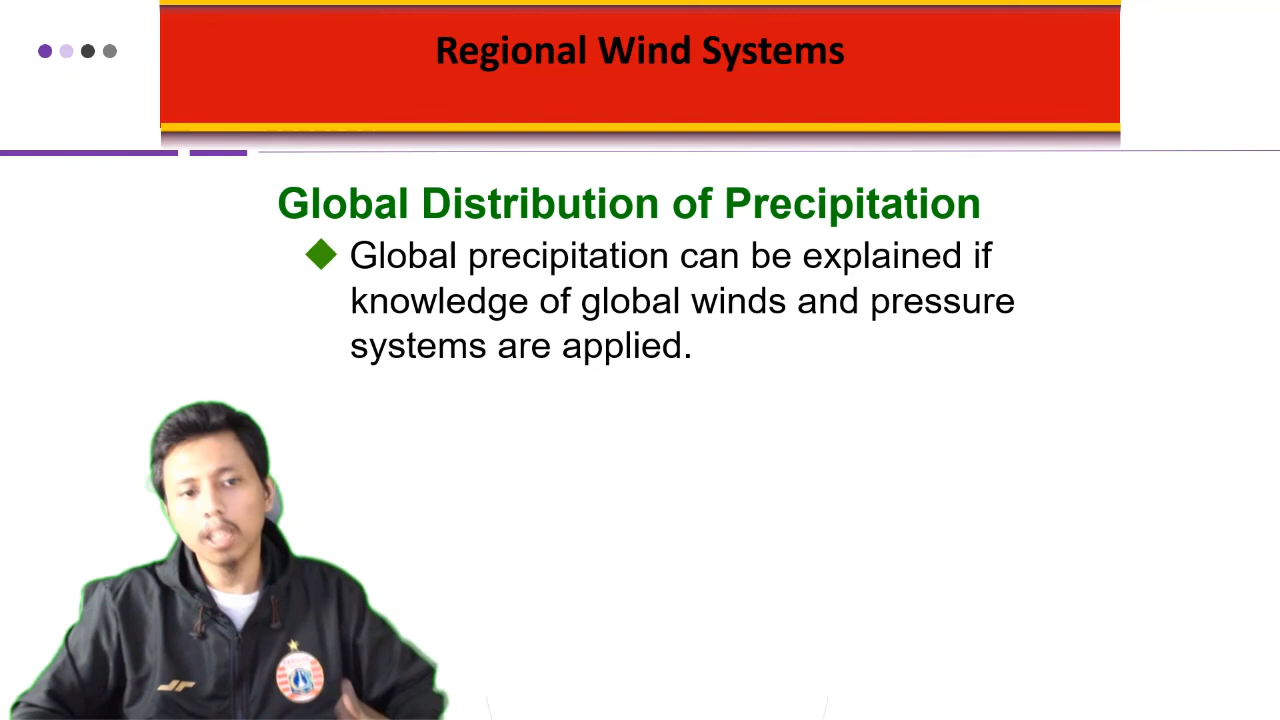 Regional Wind Systems
Global Distribution of Precipitation
Global precipitation can be explained if
knowledge of global winds and pressure
systems are applied.